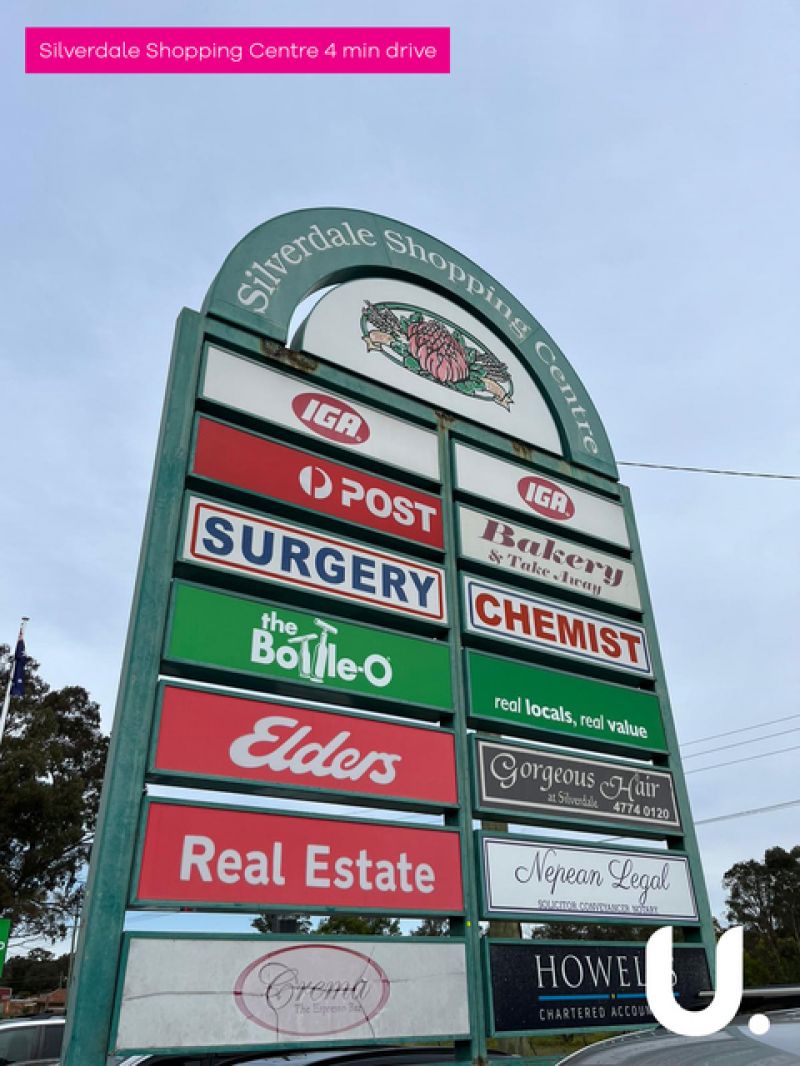 Silverdale Shopping Centre 4 min drive
Silverdale Shopping Centre
IGA
POST
SURGERY
the
Bottle-O
Elders
Real Estate
Crema
The Espresso Bar
IGA
Bakery
& Take Away
CHEMIST
real locals, real value
Gorgeous Hair
at Silverdale
4774 0120
Nepean Legal
SOLICITOR CONVEYANCER NOTARY
HOWELLS
CHARTERED ACCOU
U.